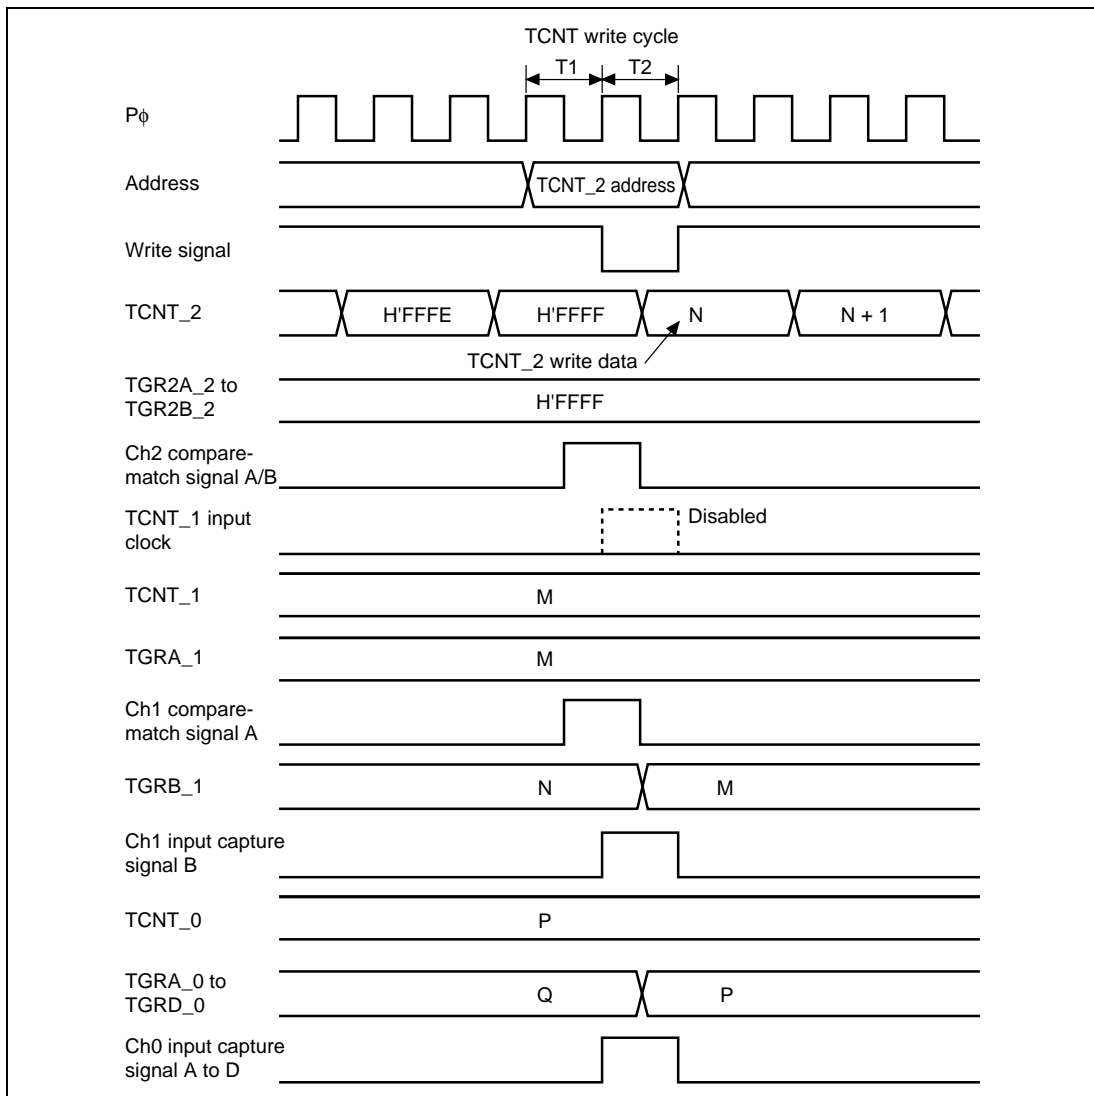 TCNT write cycle
T1 T2
Pϕ
Address
TCNT_2 address
Write signal
TCNT_2
H'FFFE H'FFFF N N + 1
TCNT_2 write data
TGR2A_2 to
TGR2B_2
H'FFFF
Ch2 compare-
match signal A/B
TCNT_1 input
clock
Disabled
TCNT_1
M
TGRA_1
M
Ch1 compare-
match signal A
TGRB_1
N M
Ch1 input capture
signal B
TCNT_0
P
TGRA_0 to
TGRD_0
Q P
Ch0 input capture
signal A to D